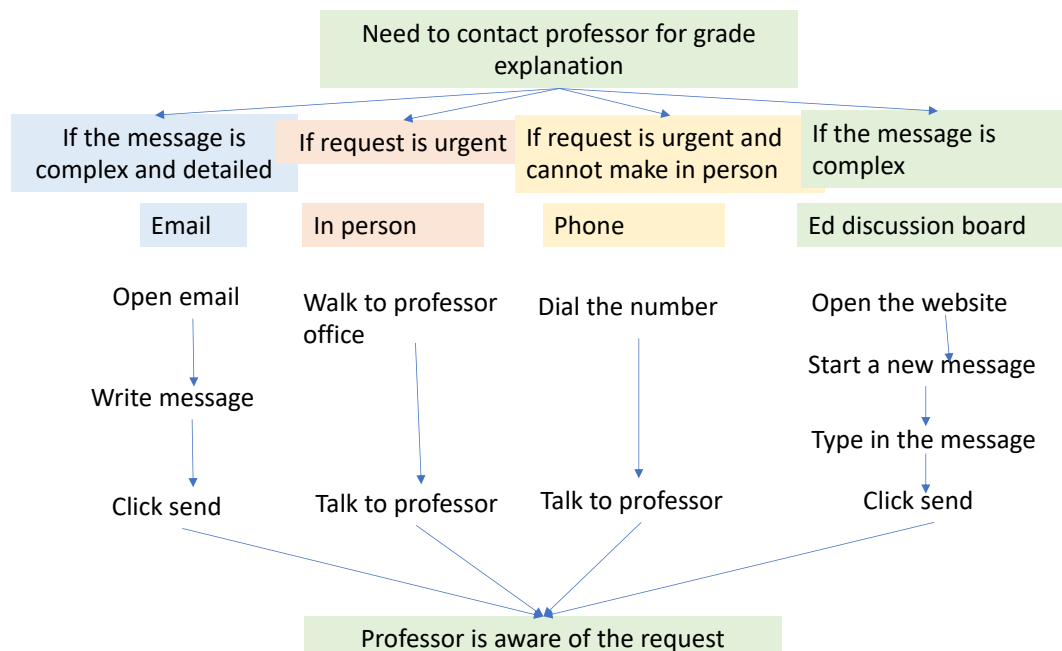 Need to contact professor for grade
explanation
If the message is
complex and detailed
If request is urgent
If request is urgent and
cannot make in person
If the message is
complex
Email
In person
Phone
Ed discussion board
Open email
Walk to professor
office
Dial the number
Open the website
Start a new message
Write message
Type in the message
Click send
Talk to professor
Talk to professor
Click send
Professor is aware of the request